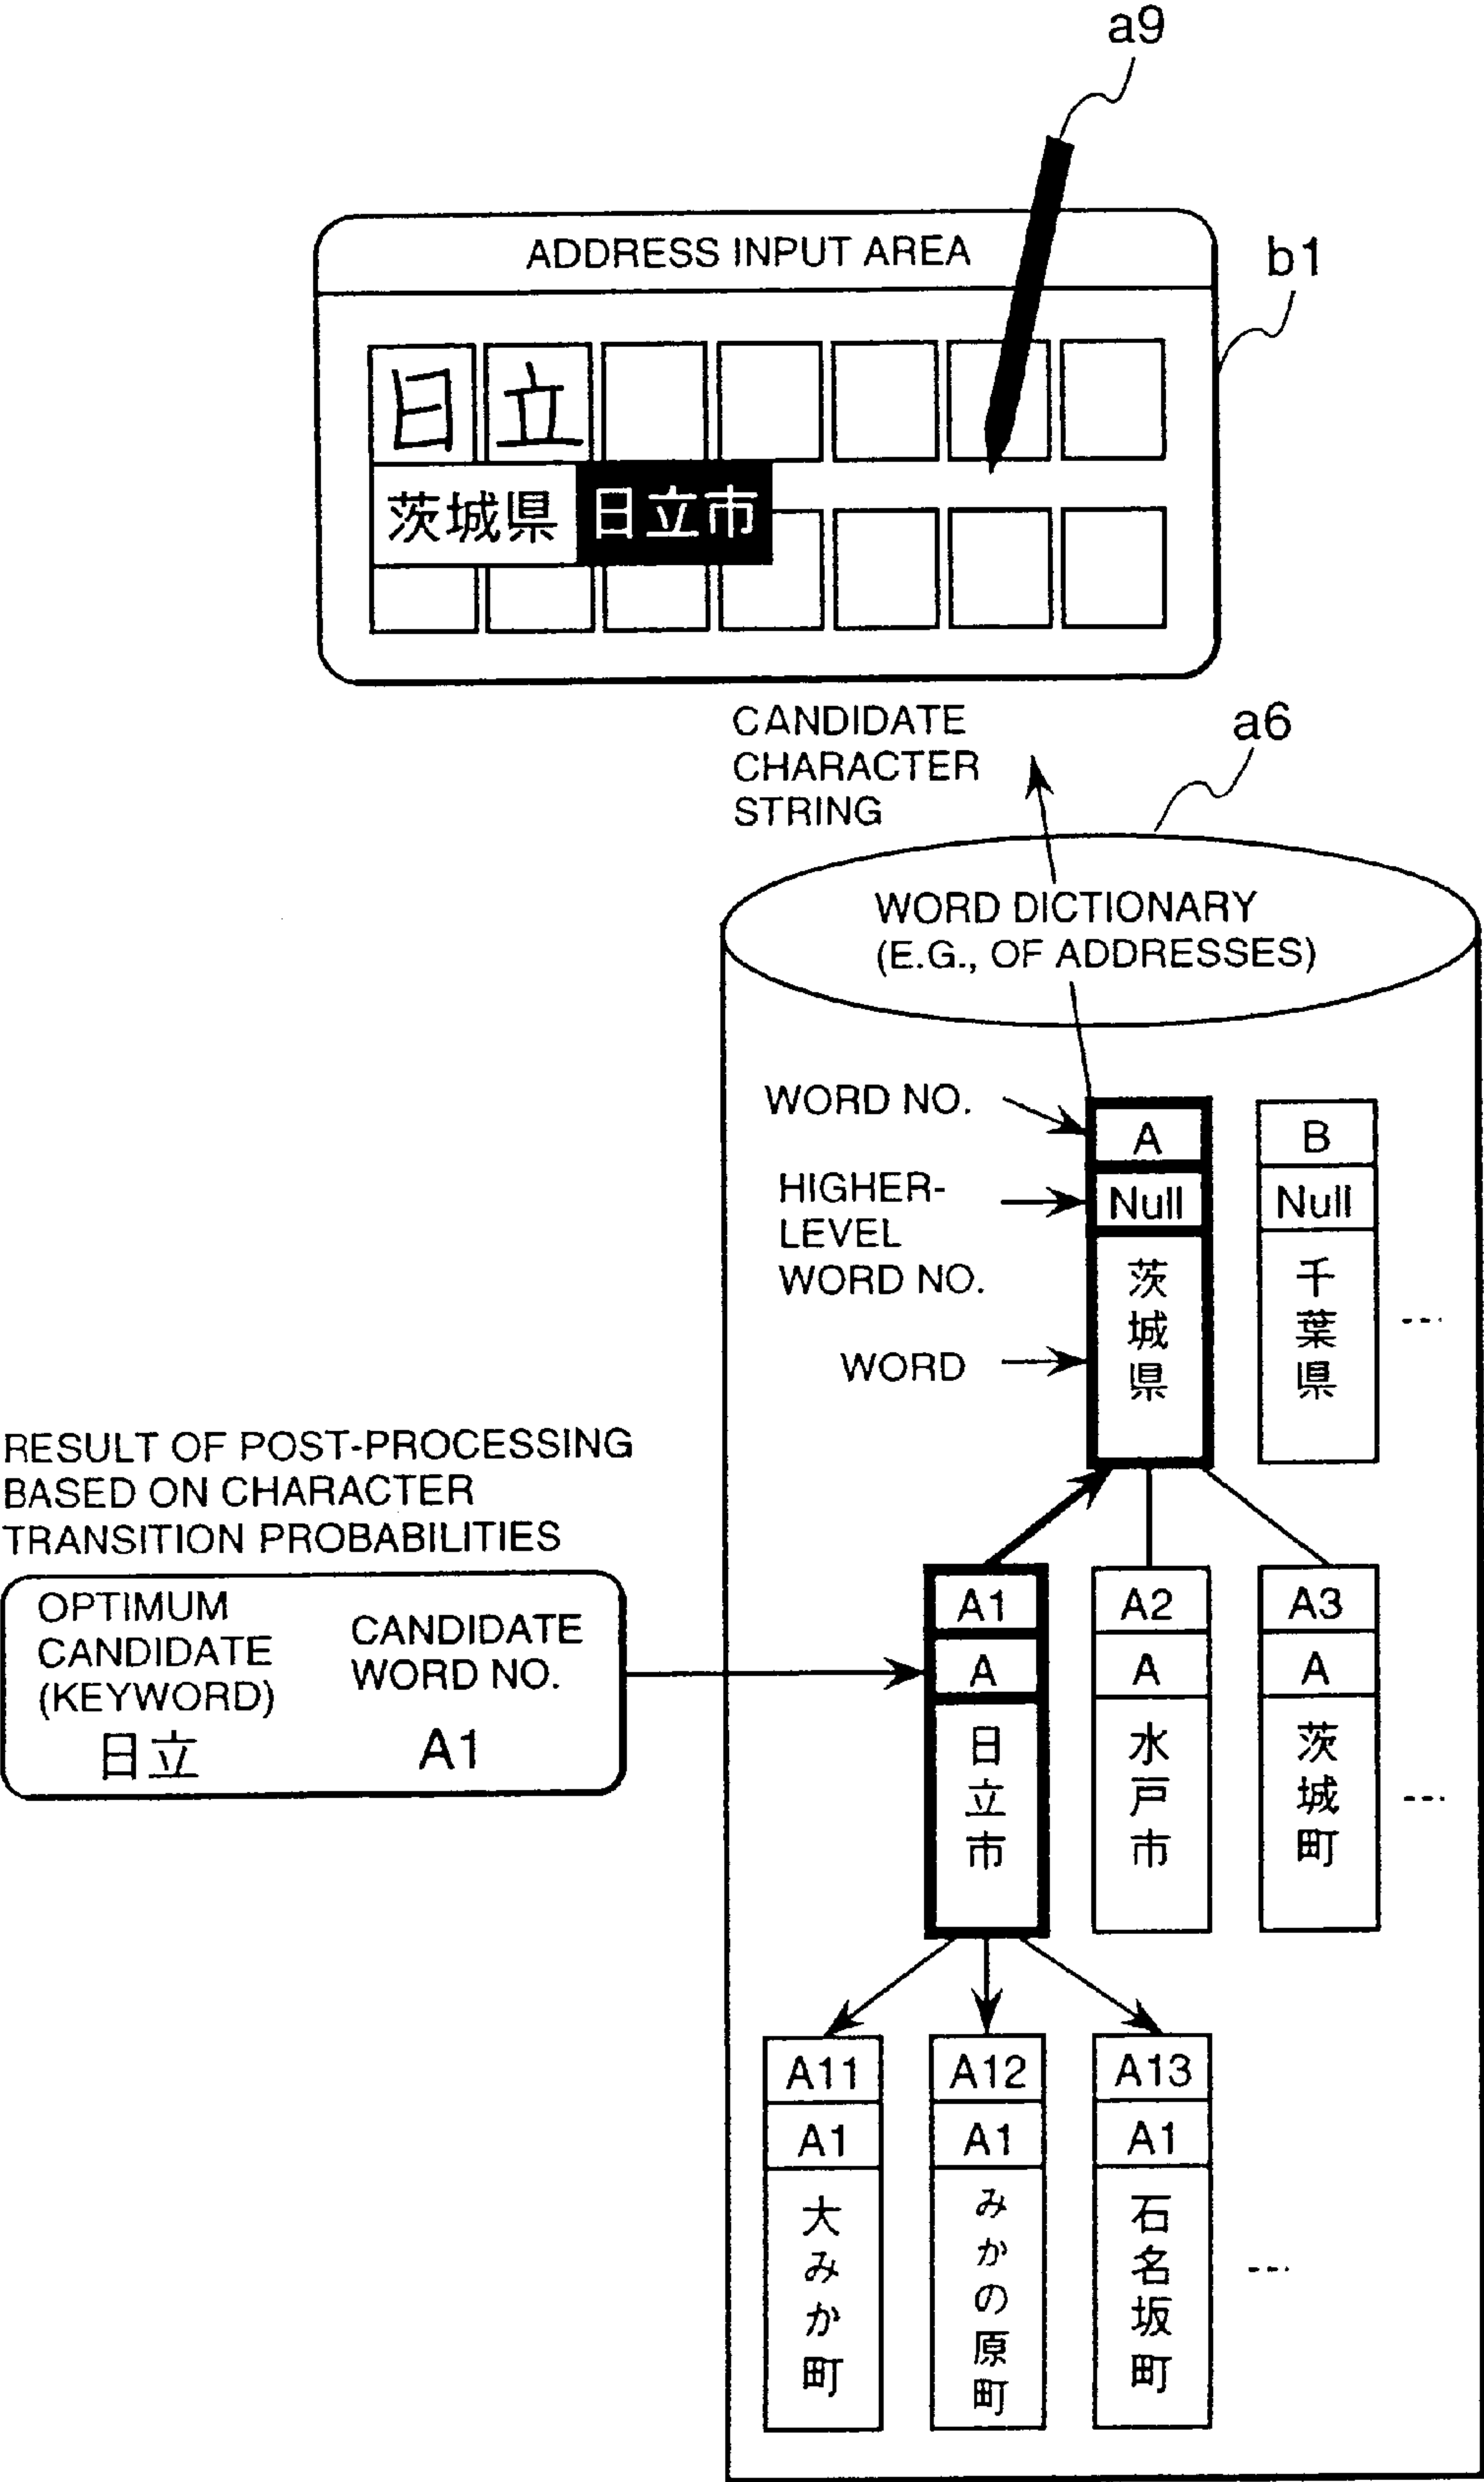 a9
ADDRESS INPUT AREA
b1
日立
茨城県 日立市
CANDIDATE
CHARACTER
STRING
a6
WORD DICTIONARY
(E.G., OF ADDRESSES)
WORD NO.
HIGHER-
LEVEL
WORD NO.
WORD
A
Null
茨城県
B
Null
千葉県
---
RESULT OF POST-PROCESSING
BASED ON CHARACTER
TRANSITION PROBABILITIES
OPTIMUM
CANDIDATE
(KEYWORD)
日立
CANDIDATE
WORD NO.
A1
A1
A
日立市
A2
A
水戸市
A3
A
茨城町
---
A11
A1
大みか町
A12
A1
みかの原町
A13
A1
石名坂町
---